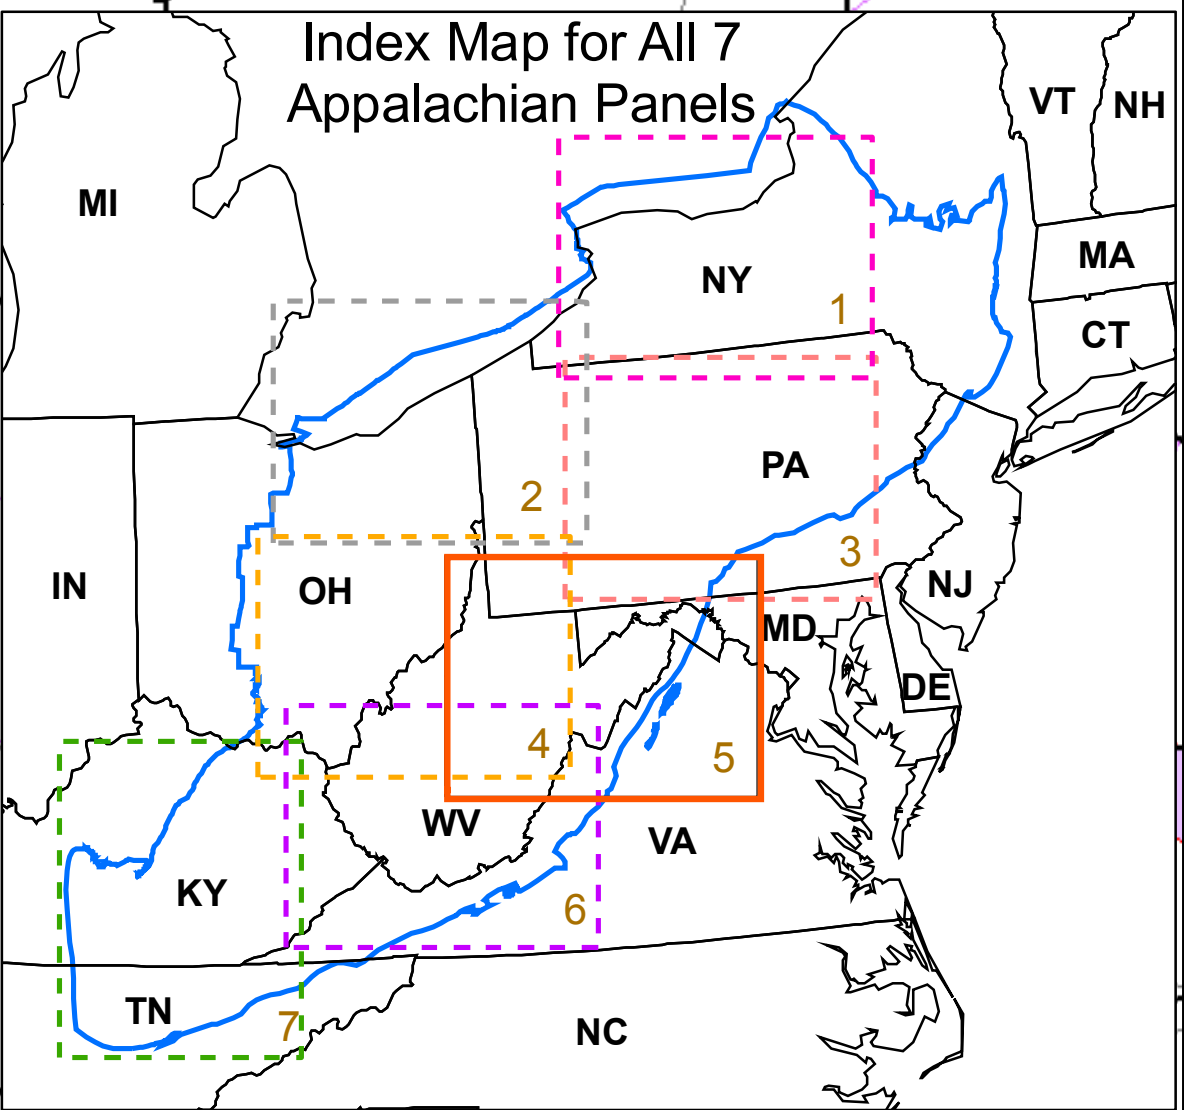 Index Map for All 7
Appalachian Panels
VT
NH
MI
MA
NY
1
CT
PA
2
3
IN
OH
NJ
MD
DE
4
5
WV
VA
KY
6
TN
7
NC